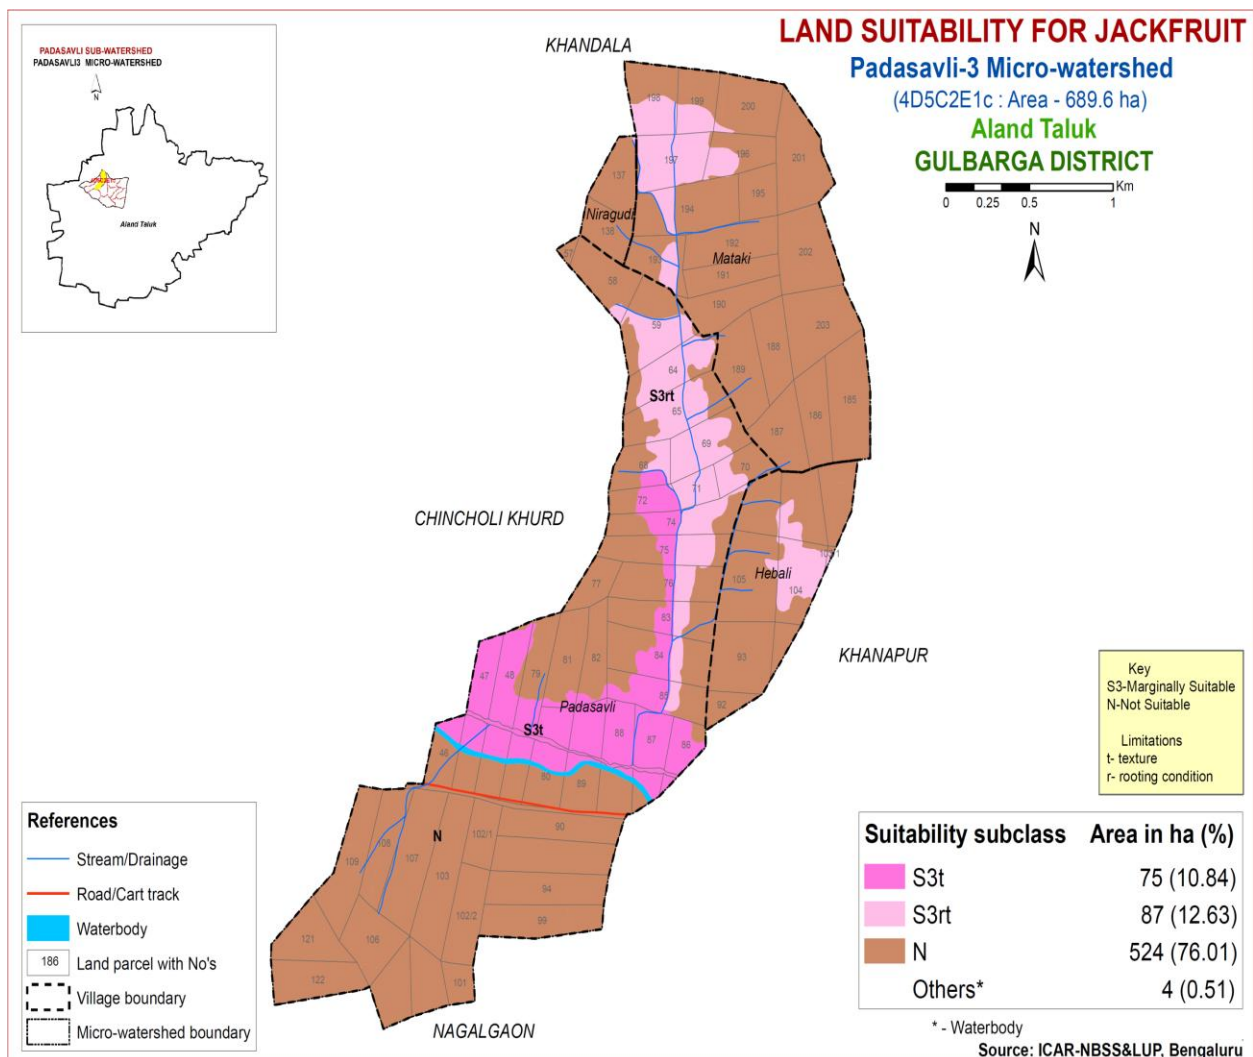 PADASAVLI SUB-WATERSHED
PADASAVLI3 MICRO-WATERSHED
N
Aland Taluk
LAND SUITABILITY FOR JACKFRUIT
Padasavli-3 Micro-watershed
(4D5C2E1c : Area - 689.6 ha)
Aland Taluk
GULBARGA DISTRICT
Km
0 0.25 0.5 1
N
KHANDALA
198
199
200
197
196
201
137
195
194
Niragudi
138
192
193
Mataki
202
57
191
58
190
59
203
188
64
189
S3rt
65
186
185
187
69
68
70
71
72
CHINCHOLI KHURD
74
75
76
77
105
Hebali
104
83
84
93
KHANAPUR
81
82
79
47
48
85
92
Padasavli
S3t
88
87
86
46
80
89
N
90
102/1
108
107
109
103
94
102/2
99
121
106
122
101
NAGALGAON
Key
S3-Marginally Suitable
N-Not Suitable
Limitations
t- texture
r- rooting condition
References
Stream/Drainage
Road/Cart track
Waterbody
186 Land parcel with No's
Village boundary
Micro-watershed boundary
Suitability subclass Area in ha (%)
S3t 75 (10.84)
S3rt 87 (12.63)
N 524 (76.01)
Others* 4 (0.51)
* - Waterbody
Source: ICAR-NBSS&LUP, Bengaluru